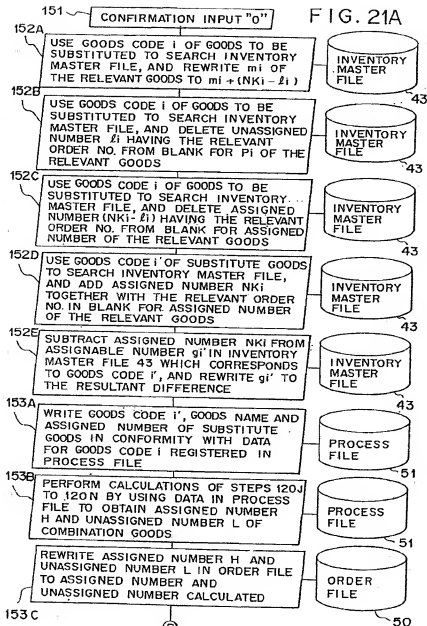 151
CONFIRMATION INPUT "0"
FIG. 21A
152A
USE GOODS CODE i OF GOODS TO BE
SUBSTITUTED TO SEARCH INVENTORY
MASTER FILE, AND REWRITE mi OF
THE RELEVANT GOODS TO mi+(NKi-ℓi)
INVENTORY
MASTER
FILE
43
152B
USE GOODS CODE i OF GOODS TO BE
SUBSTITUTED TO SEARCH INVENTORY
MASTER FILE, AND DELETE UNASSIGNED
NUMBER ℓi HAVING THE RELEVANT
ORDER NO. FROM BLANK FOR Pi OF THE
RELEVANT GOODS
INVENTORY
MASTER
FILE
43
152C
USE GOODS CODE i OF GOODS TO BE
SUBSTITUTED TO SEARCH INVENTORY
MASTER FILE, AND DELETE ASSIGNED
NUMBER (NKi-ℓi) HAVING THE RELEVANT
ORDER NO. FROM BLANK FOR ASSIGNED
NUMBER OF THE RELEVANT GOODS
INVENTORY
MASTER
FILE
43
152D
USE GOODS CODE i' OF SUBSTITUTE GOODS
TO SEARCH INVENTORY MASTER FILE,
AND ADD ASSIGNED NUMBER NKi
TOGETHER WITH THE RELEVANT ORDER
NO. IN BLANK FOR ASSIGNED NUMBER
OF THE RELEVANT GOODS
INVENTORY
MASTER
FILE
43
152E
SUBTRACT ASSIGNED NUMBER NKi FROM
ASSIGNABLE NUMBER gi' IN INVENTORY
MASTER FILE 43 WHICH CORRESPONDS
TO GOODS CODE i', AND REWRITE gi' TO
THE RESULTANT DIFFERENCE
INVENTORY
MASTER
FILE
43
153A
WRITE GOODS CODE i', GOODS NAME AND
ASSIGNED NUMBER OF SUBSTITUTE
GOODS IN CONFORMITY WITH DATA
FOR GOODS CODE i REGISTERED IN
PROCESS FILE
PROCESS
FILE
51
153B
PERFORM CALCULATIONS OF STEPS 120J
TO 120N BY USING DATA IN PROCESS
FILE TO OBTAIN ASSIGNED NUMBER
H AND UNASSIGNED NUMBER L OF
COMBINATION GOODS
PROCESS
FILE
51
REWRITE ASSIGNED NUMBER H AND
UNASSIGNED NUMBER L IN ORDER FILE
TO ASSIGNED NUMBER AND
UNASSIGNED NUMBER CALCULATED
153C
ORDER
FILE
50